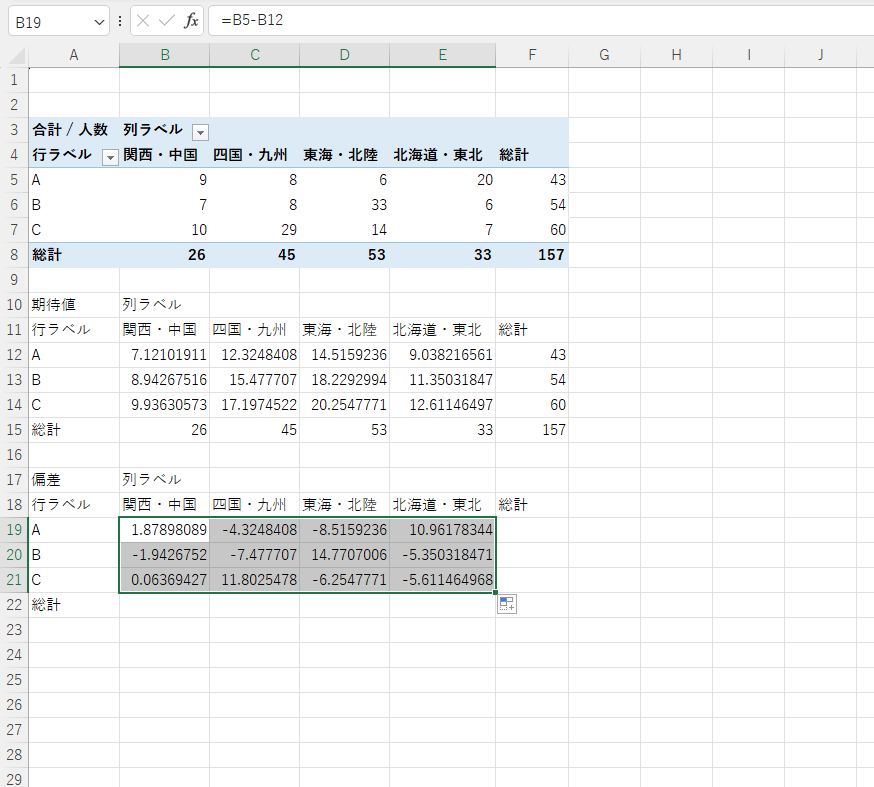 B19 fx =B5-B12
A B C D E F G H I J
1
2
3 合計 / 人数 列ラベル
4 行ラベル 関西・中国 四国・九州 東海・北陸 北海道・東北 総計
5 A 9 8 6 20 43
6 B 7 8 33 6 54
7 C 10 29 14 7 60
8 総計 26 45 53 33 157
9
10 期待値 列ラベル
11 行ラベル 関西・中国 四国・九州 東海・北陸 北海道・東北 総計
12 A 7.12101911 12.3248408 14.5159236 9.038216561 43
13 B 8.94267516 15.477707 18.2292994 11.35031847 54
14 C 9.93630573 17.1974522 20.2547771 12.61146497 60
15 総計 26 45 53 33 157
16
17 偏差 列ラベル
18 行ラベル 関西・中国 四国・九州 東海・北陸 北海道・東北 総計
19 A 1.87898089 -4.3248408 -8.5159236 10.96178344
20 B -1.9426752 -7.477707 14.7707006 -5.350318471
21 C 0.06369427 11.8025478 -6.2547771 -5.611464968
22 総計
23
24
25
26
27
28
29